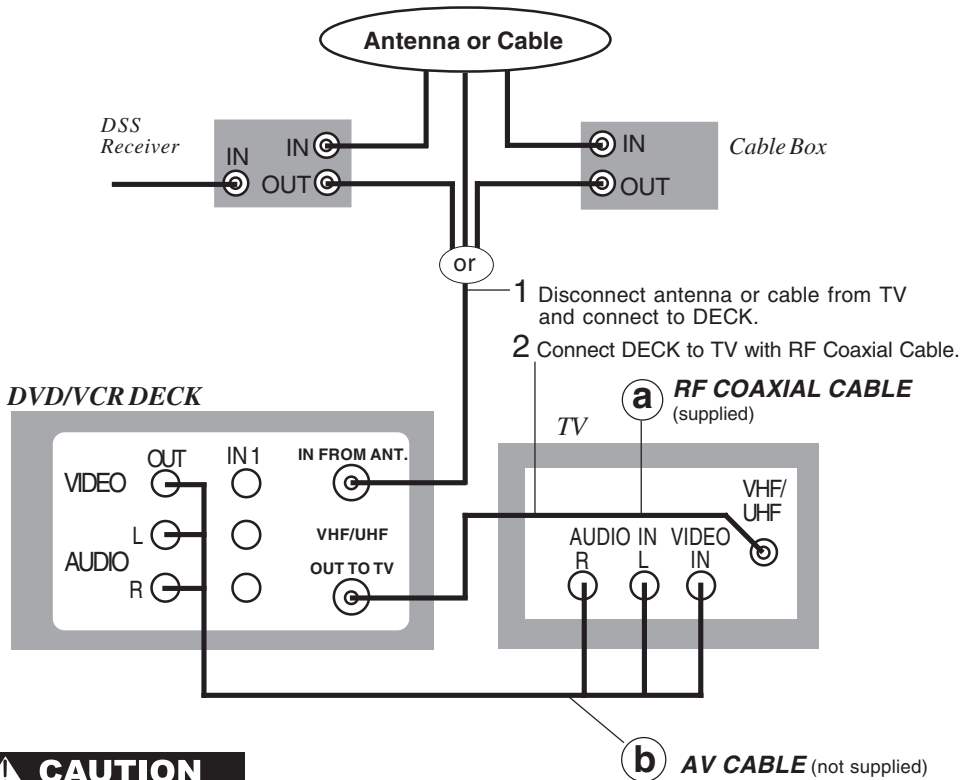 Antenna or Cable
DSS
Receiver
IN
IN
OUT
IN
OUT
Cable Box
or
1 Disconnect antenna or cable from TV
and connect to DECK.
2 Connect DECK to TV with RF Coaxial Cable.
DVD/VCR DECK
a RF COAXIAL CABLE
(supplied)
TV
OUT
IN 1
IN FROM ANT.
VIDEO
L
AUDIO
R
VHF/UHF
OUT TO TV
VHF/
UHF
AUDIO IN
VIDEO
R
L
IN
b AV CABLE (not supplied)
CAUTION